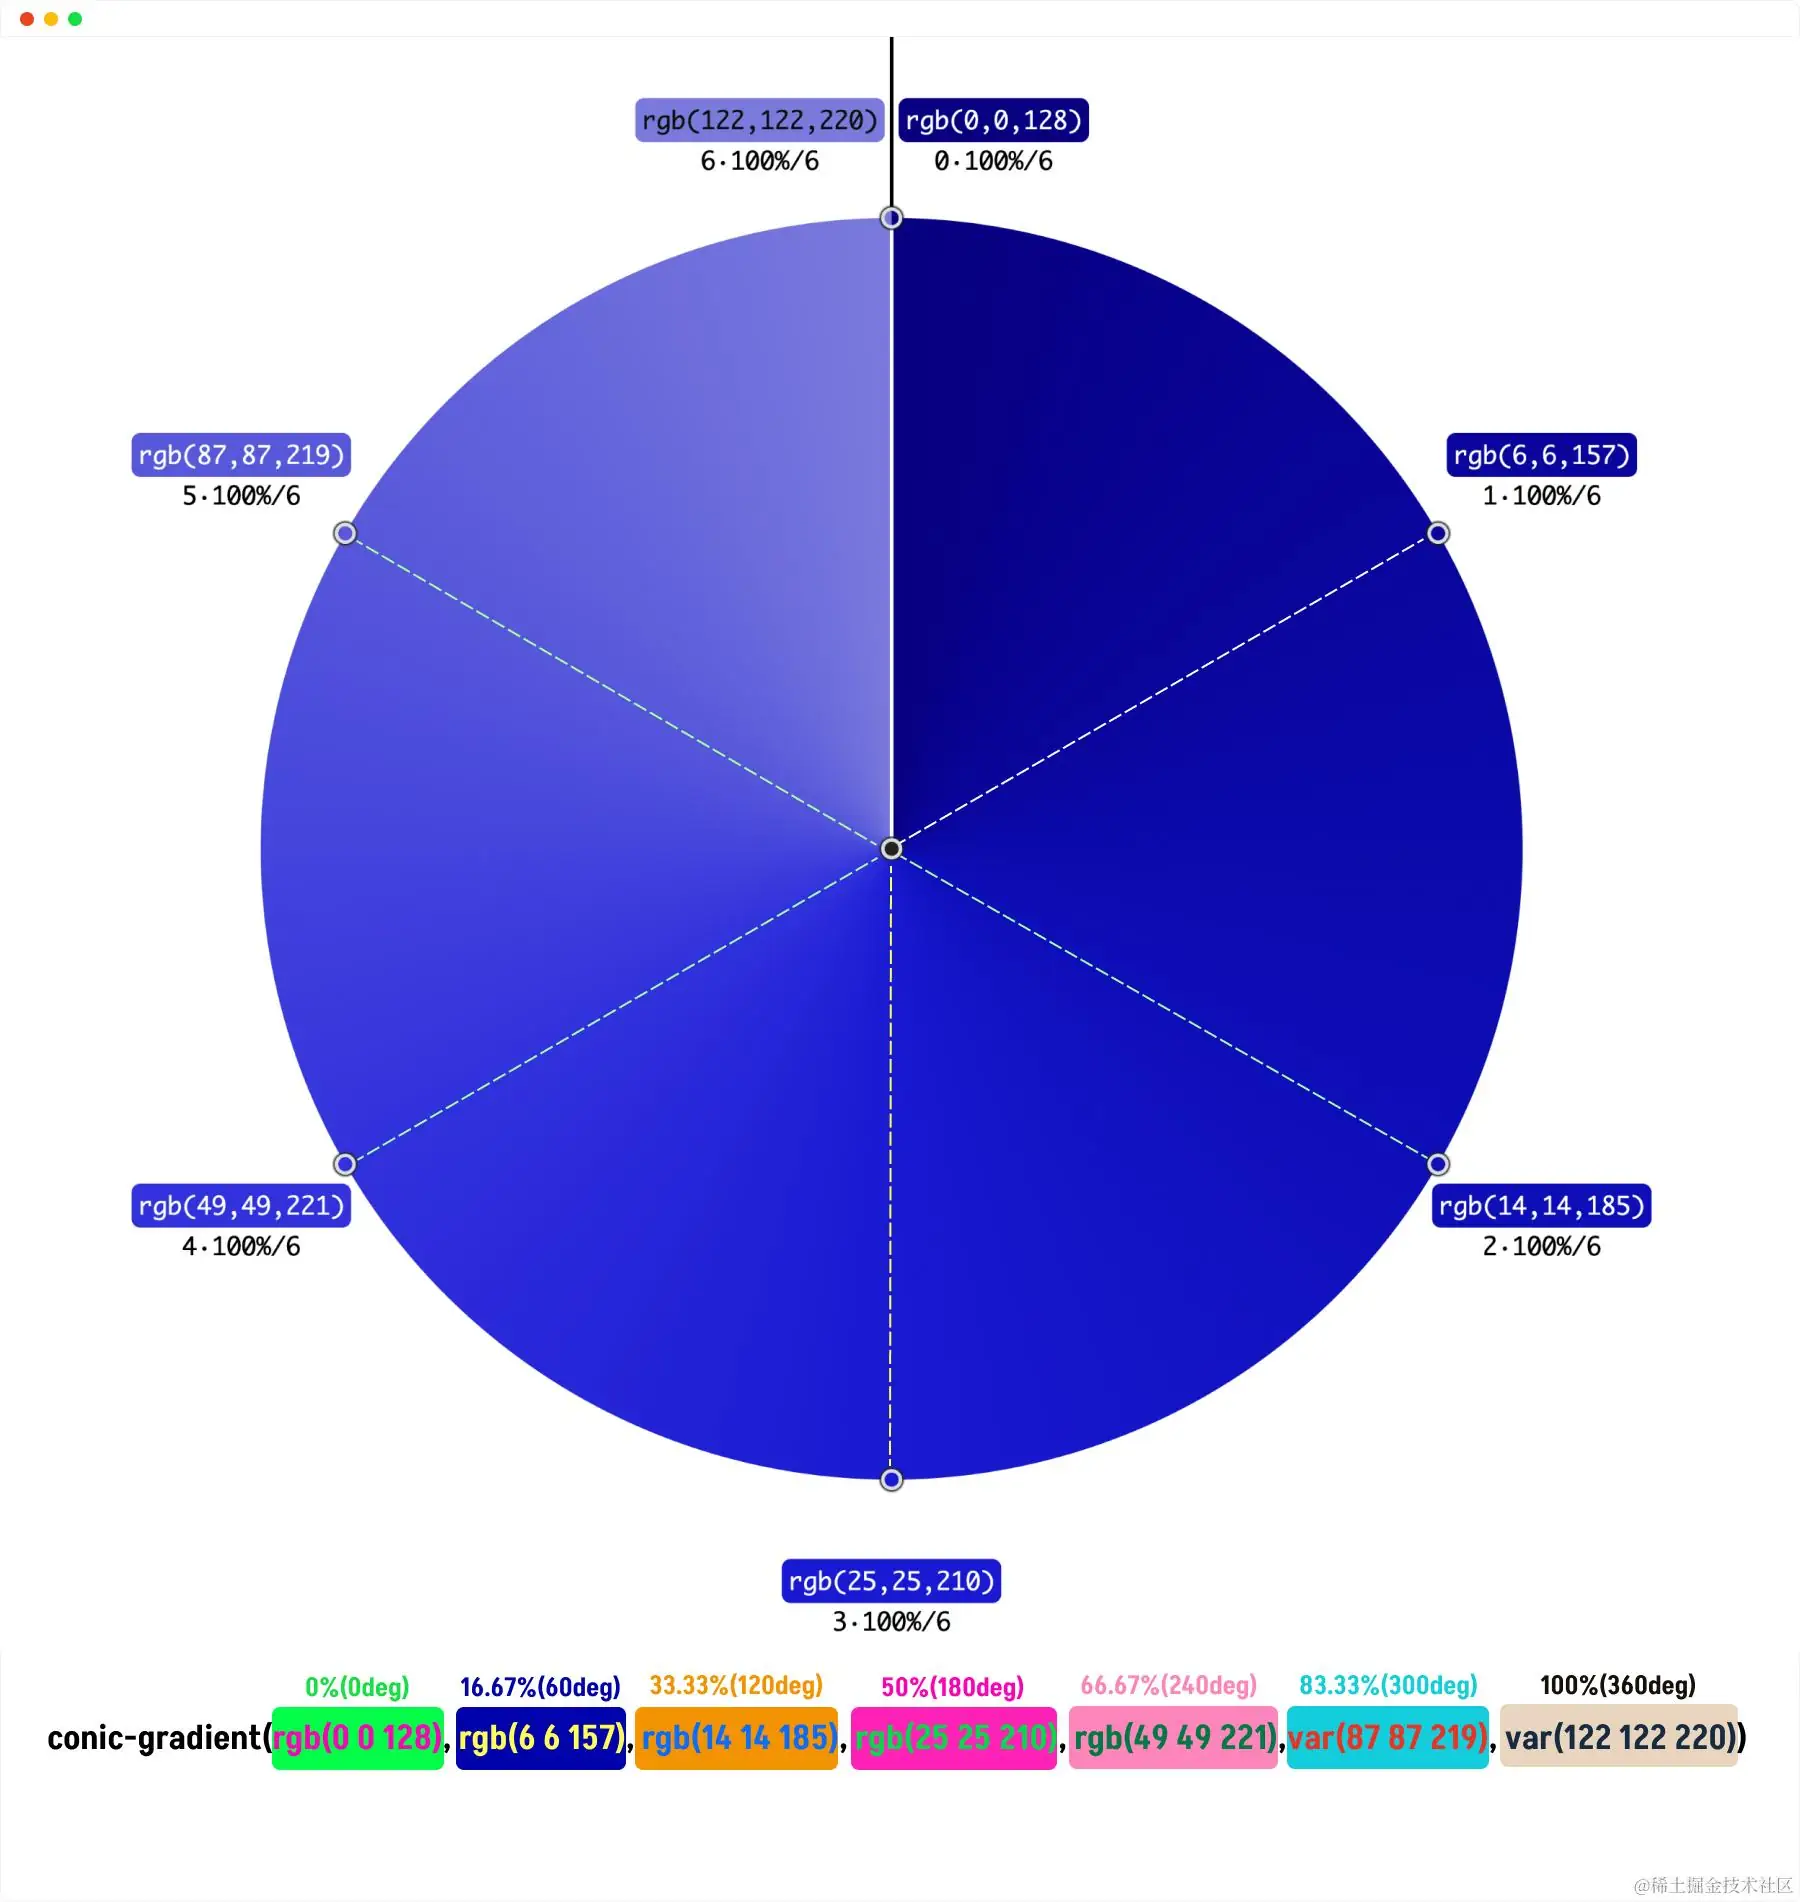 rgb(122,122,220) rgb(0,0,128)
6·100%/6 0·100%/6
rgb(87,87,219) rgb(6,6,157)
5·100%/6 1·100%/6
rgb(49,49,221) rgb(14,14,185)
4·100%/6 2·100%/6
rgb(25,25,210)
3·100%/6
0%(0deg) 16.67%(60deg) 33.33%(120deg) 50%(180deg) 66.67%(240deg) 83.33%(300deg) 100%(360deg)
conic-gradient(rgb(0 0 128), rgb(6 6 157), rgb(14 14 185), rgb(25 25 210), rgb(49 49 221), var(87 87 219), var(122 122 220))
@稀土掘金技术社区